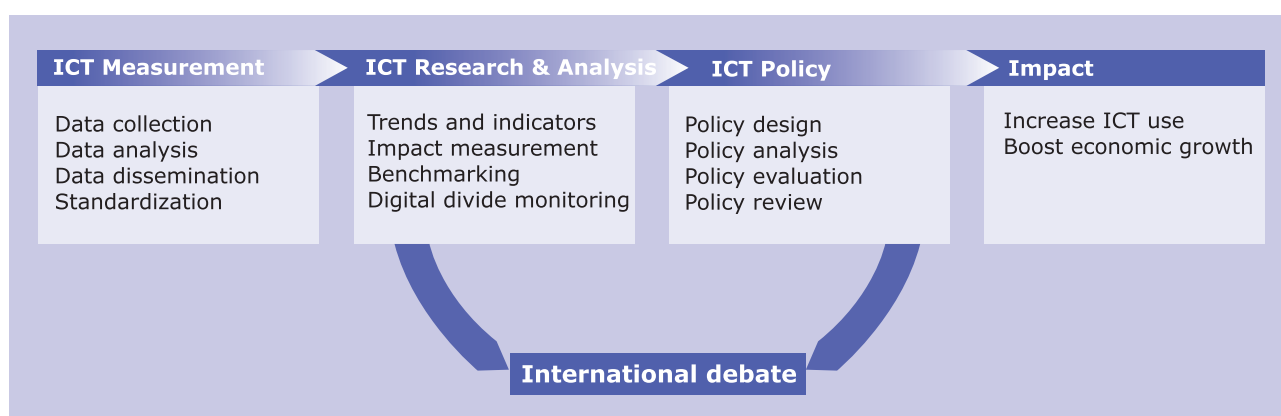 ICT Measurement
Data collection
Data analysis
Data dissemination
Standardization
ICT Research & Analysis
Trends and indicators
Impact measurement
Benchmarking
Digital divide monitoring
ICT Policy
Policy design
Policy analysis
Policy evaluation
Policy review
Impact
Increase ICT use
Boost economic growth
International debate